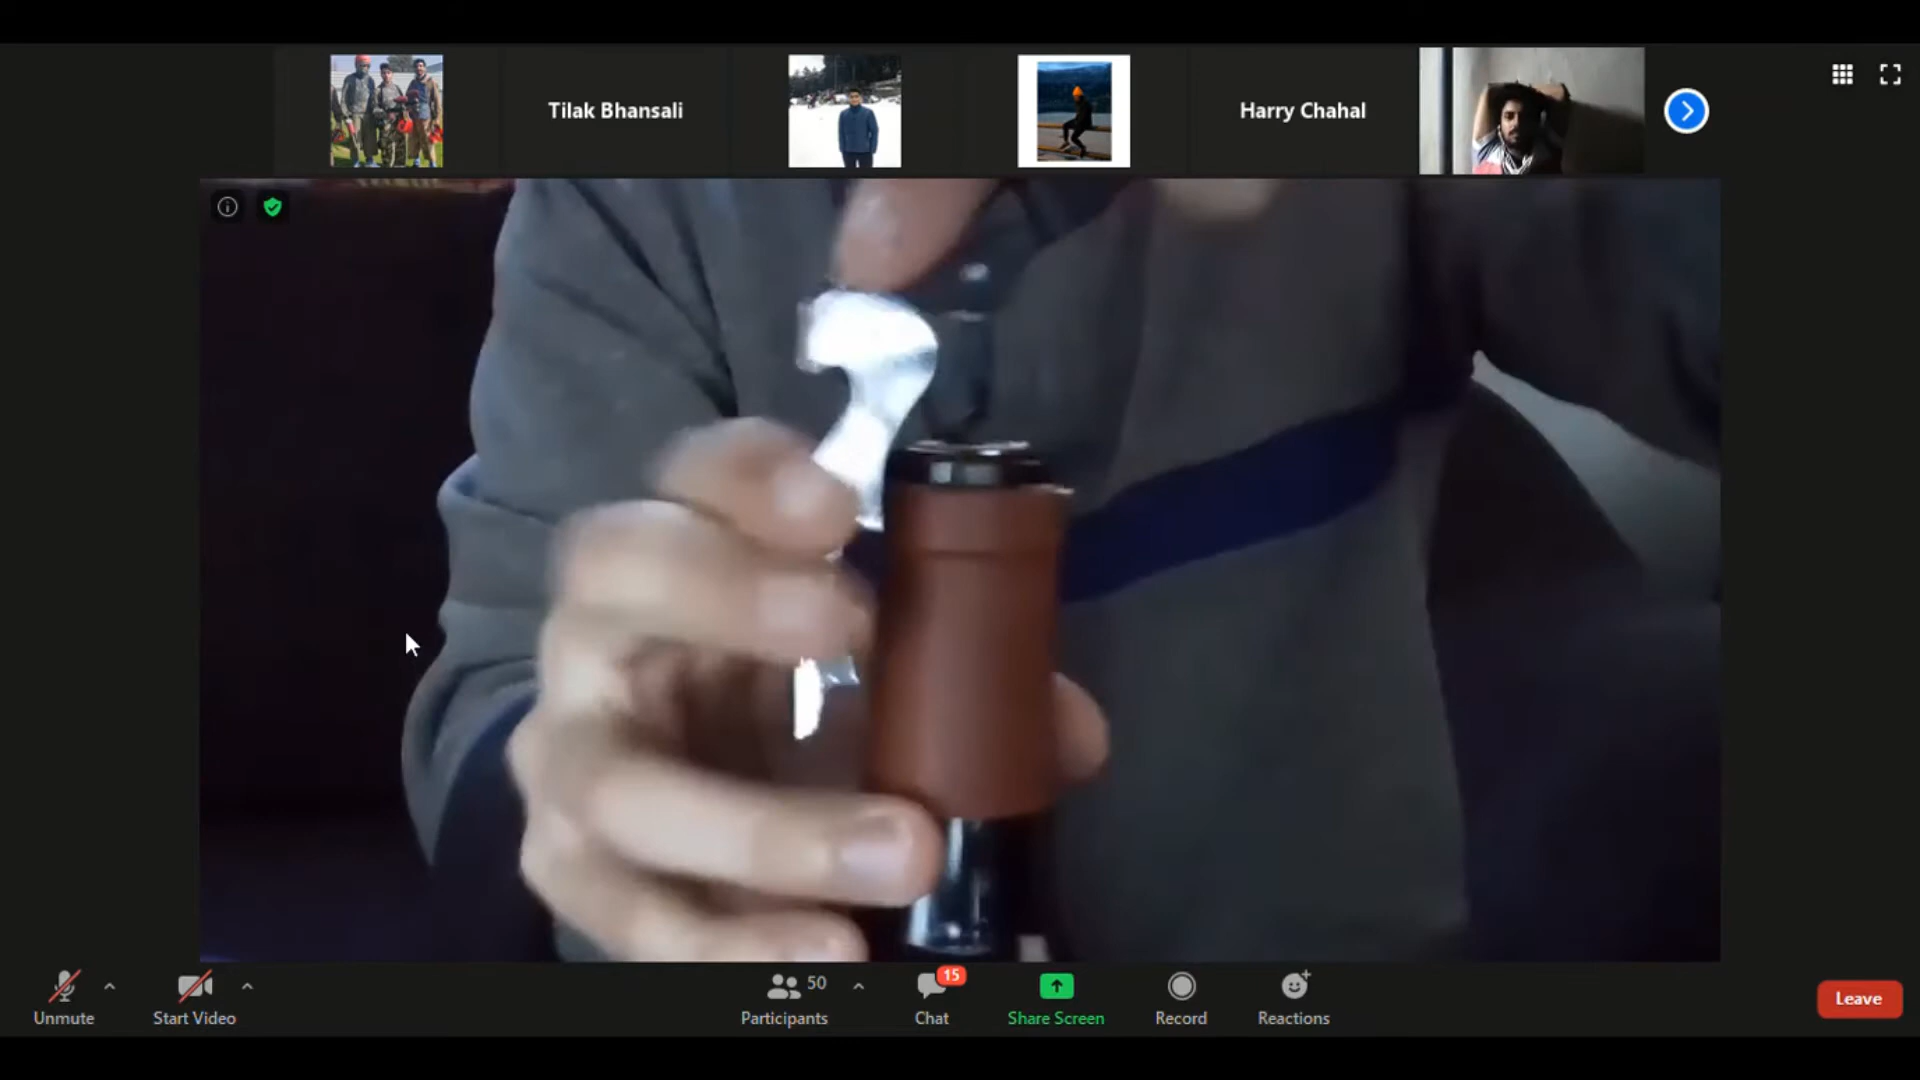 Tilak Bhansali
Harry Chahal
50
15
Unmute
Start Video
Participants
Chat
Share Screen
Record
Reactions
Leave